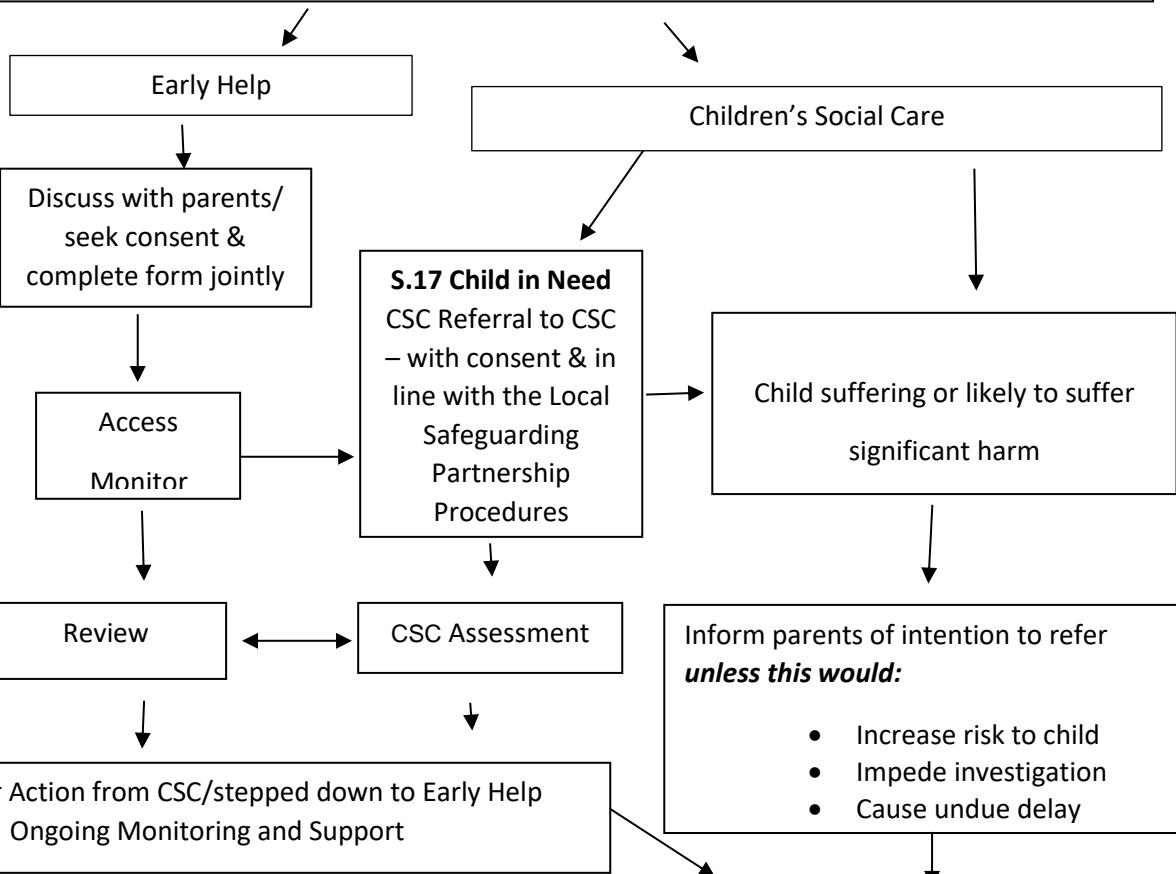 Early Help
Children's Social Care
Discuss with parents/
seek consent &
complete form jointly
S.17 Child in Need
CSC Referral to CSC
– with consent & in
line with the Local
Safeguarding
Partnership
Procedures
Child suffering or likely to suffer
significant harm
Access
Monitor
Review
CSC Assessment
Inform parents of intention to refer
unless this would:
• Increase risk to child
• Impede investigation
• Cause undue delay
Action from CSC/stepped down to Early Help
Ongoing Monitoring and Support